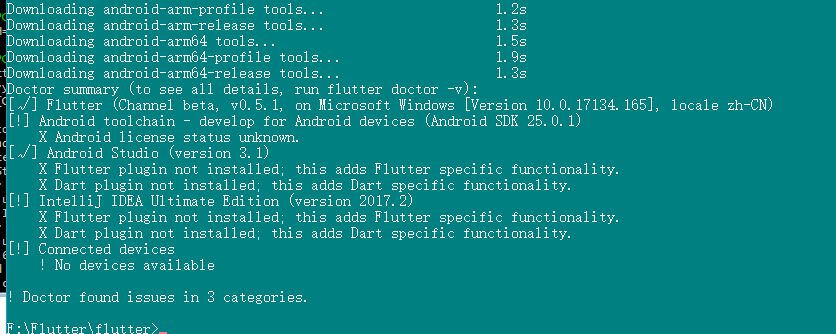 Downloading android-arm-profile tools... 1.2s
Downloading android-arm-release tools... 1.3s
Downloading android-arm64 tools... 1.5s
Downloading android-arm64-profile tools... 1.9s
Downloading android-arm64-release tools... 1.3s
Doctor summary (to see all details, run flutter doctor -v):
[√] Flutter (Channel beta, v0.5.1, on Microsoft Windows [Version 10.0.17134.165], locale zh-CN)
[!] Android toolchain - develop for Android devices (Android SDK 25.0.1)
X Android license status unknown.
[√] Android Studio (version 3.1)
X Flutter plugin not installed; this adds Flutter specific functionality.
X Dart plugin not installed; this adds Dart specific functionality.
[!] IntelliJ IDEA Ultimate Edition (version 2017.2)
X Flutter plugin not installed; this adds Flutter specific functionality.
X Dart plugin not installed; this adds Dart specific functionality.
[!] Connected devices
! No devices available
! Doctor found issues in 3 categories.
F:\Flutter\flutter>